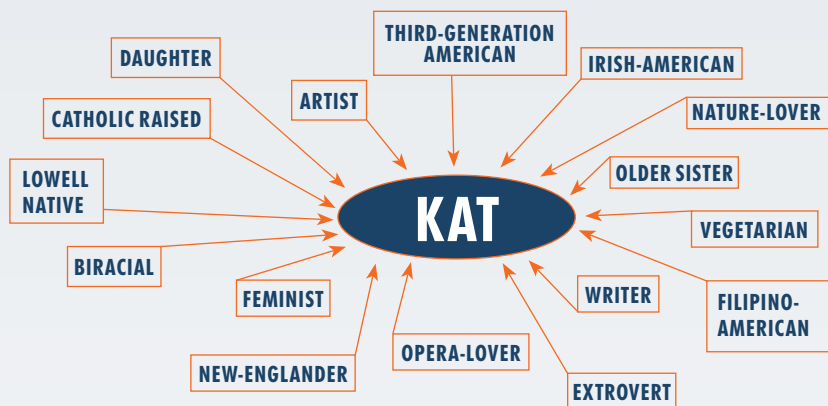 THIRD-GENERATION
AMERICAN
DAUGHTER
IRISH-AMERICAN
ARTIST
NATURE-LOVER
CATHOLIC RAISED
OLDER SISTER
LOWELL
NATIVE
KAT
VEGETARIAN
BIRACIAL
FEMINIST
WRITER
FILIPINO-
AMERICAN
OPERA-LOVER
NEW-ENGLANDER
EXTROVERT